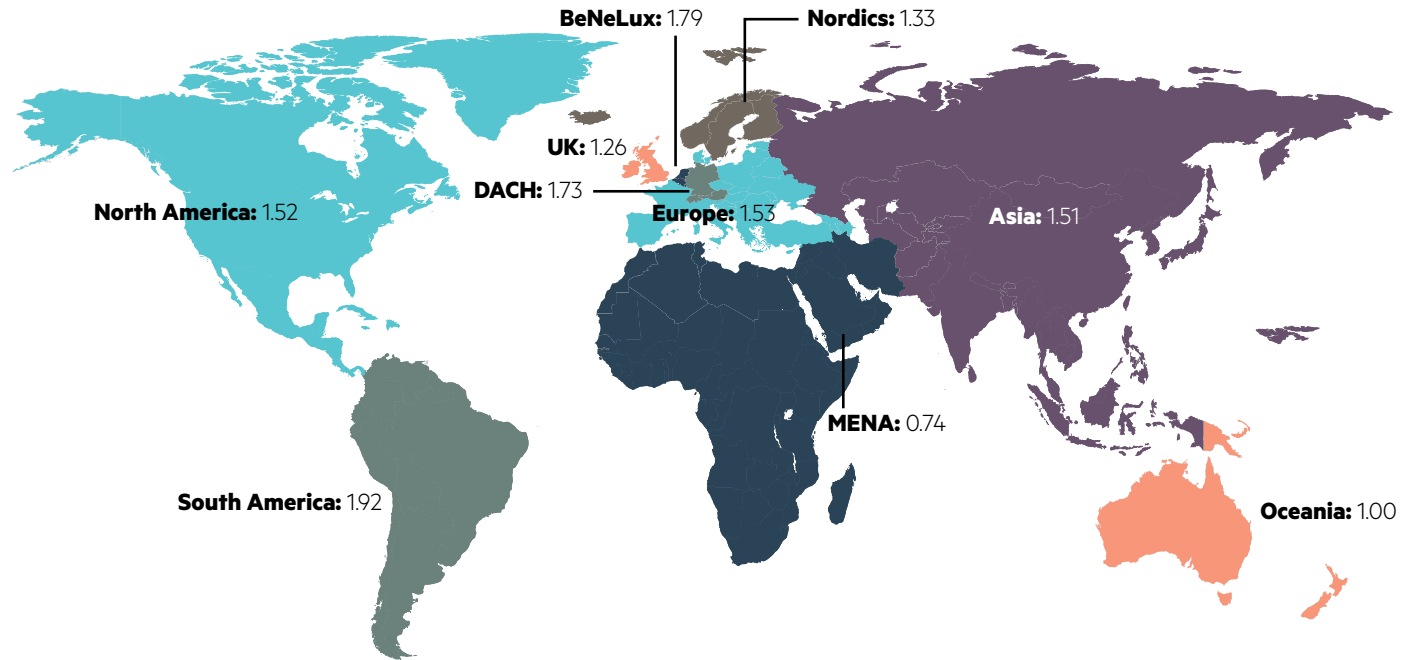 BeNeLux: 1.79
Nordics: 1.33
UK: 1.26
DACH: 1.73
North America: 1.52
Europe: 1.53
Asia: 1.51
MENA: 0.74
South America: 1.92
Oceania: 1.00